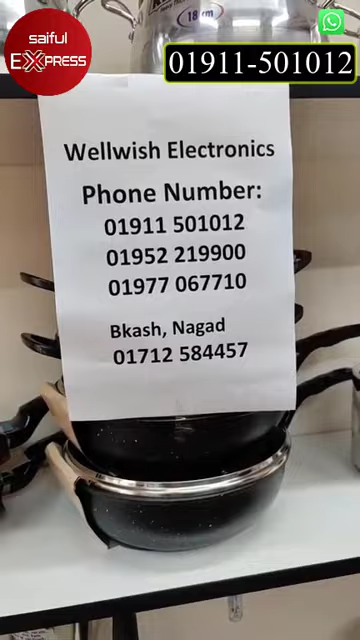 saiful
EXPRESS
18 cm
01911-501012
Wellwish Electronics
Phone Number:
01911 501012
01952 219900
01977 067710
Bkash, Nagad
01712 584457